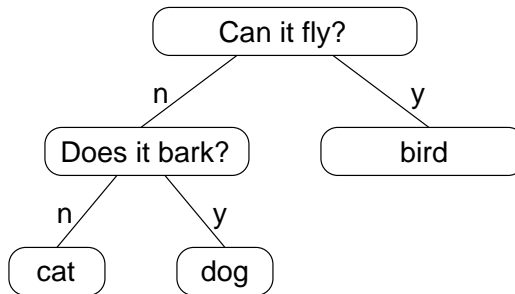 Can it fly?
n
y
Does it bark?
bird
n
y
cat
dog